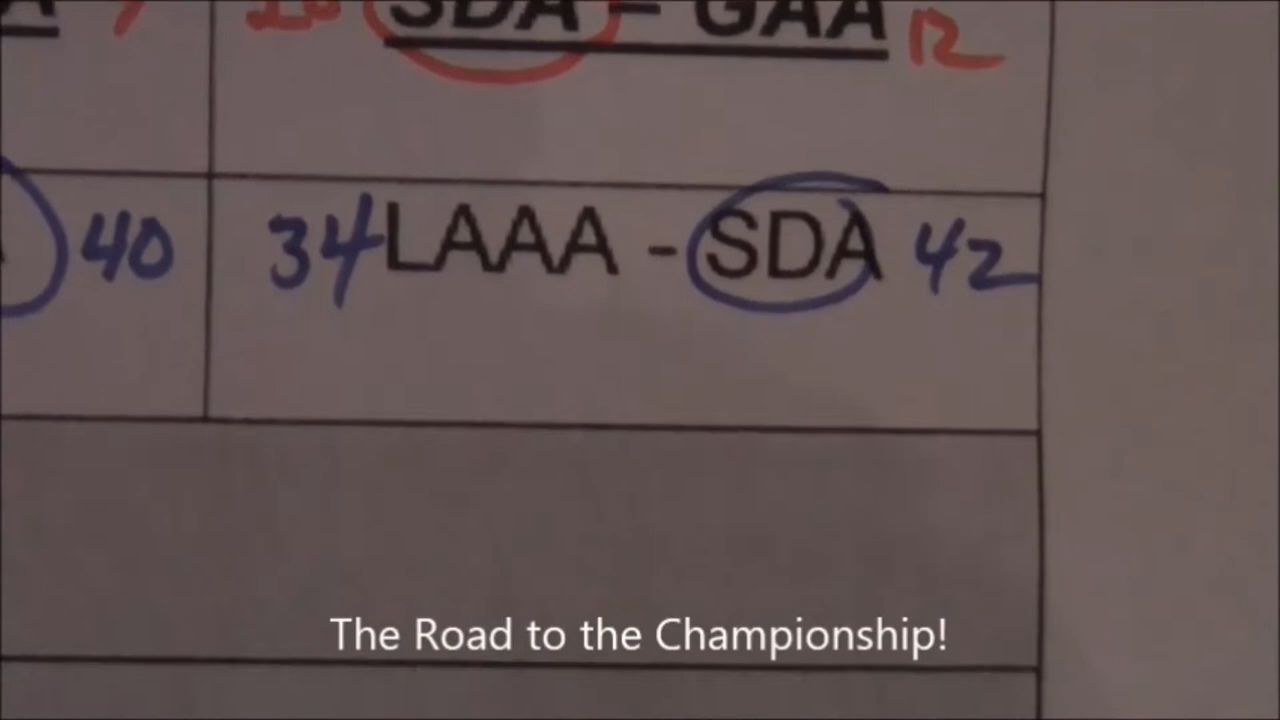 SDA - GAA 12
40 34 LAAA - SDA 42
The Road to the Championship!